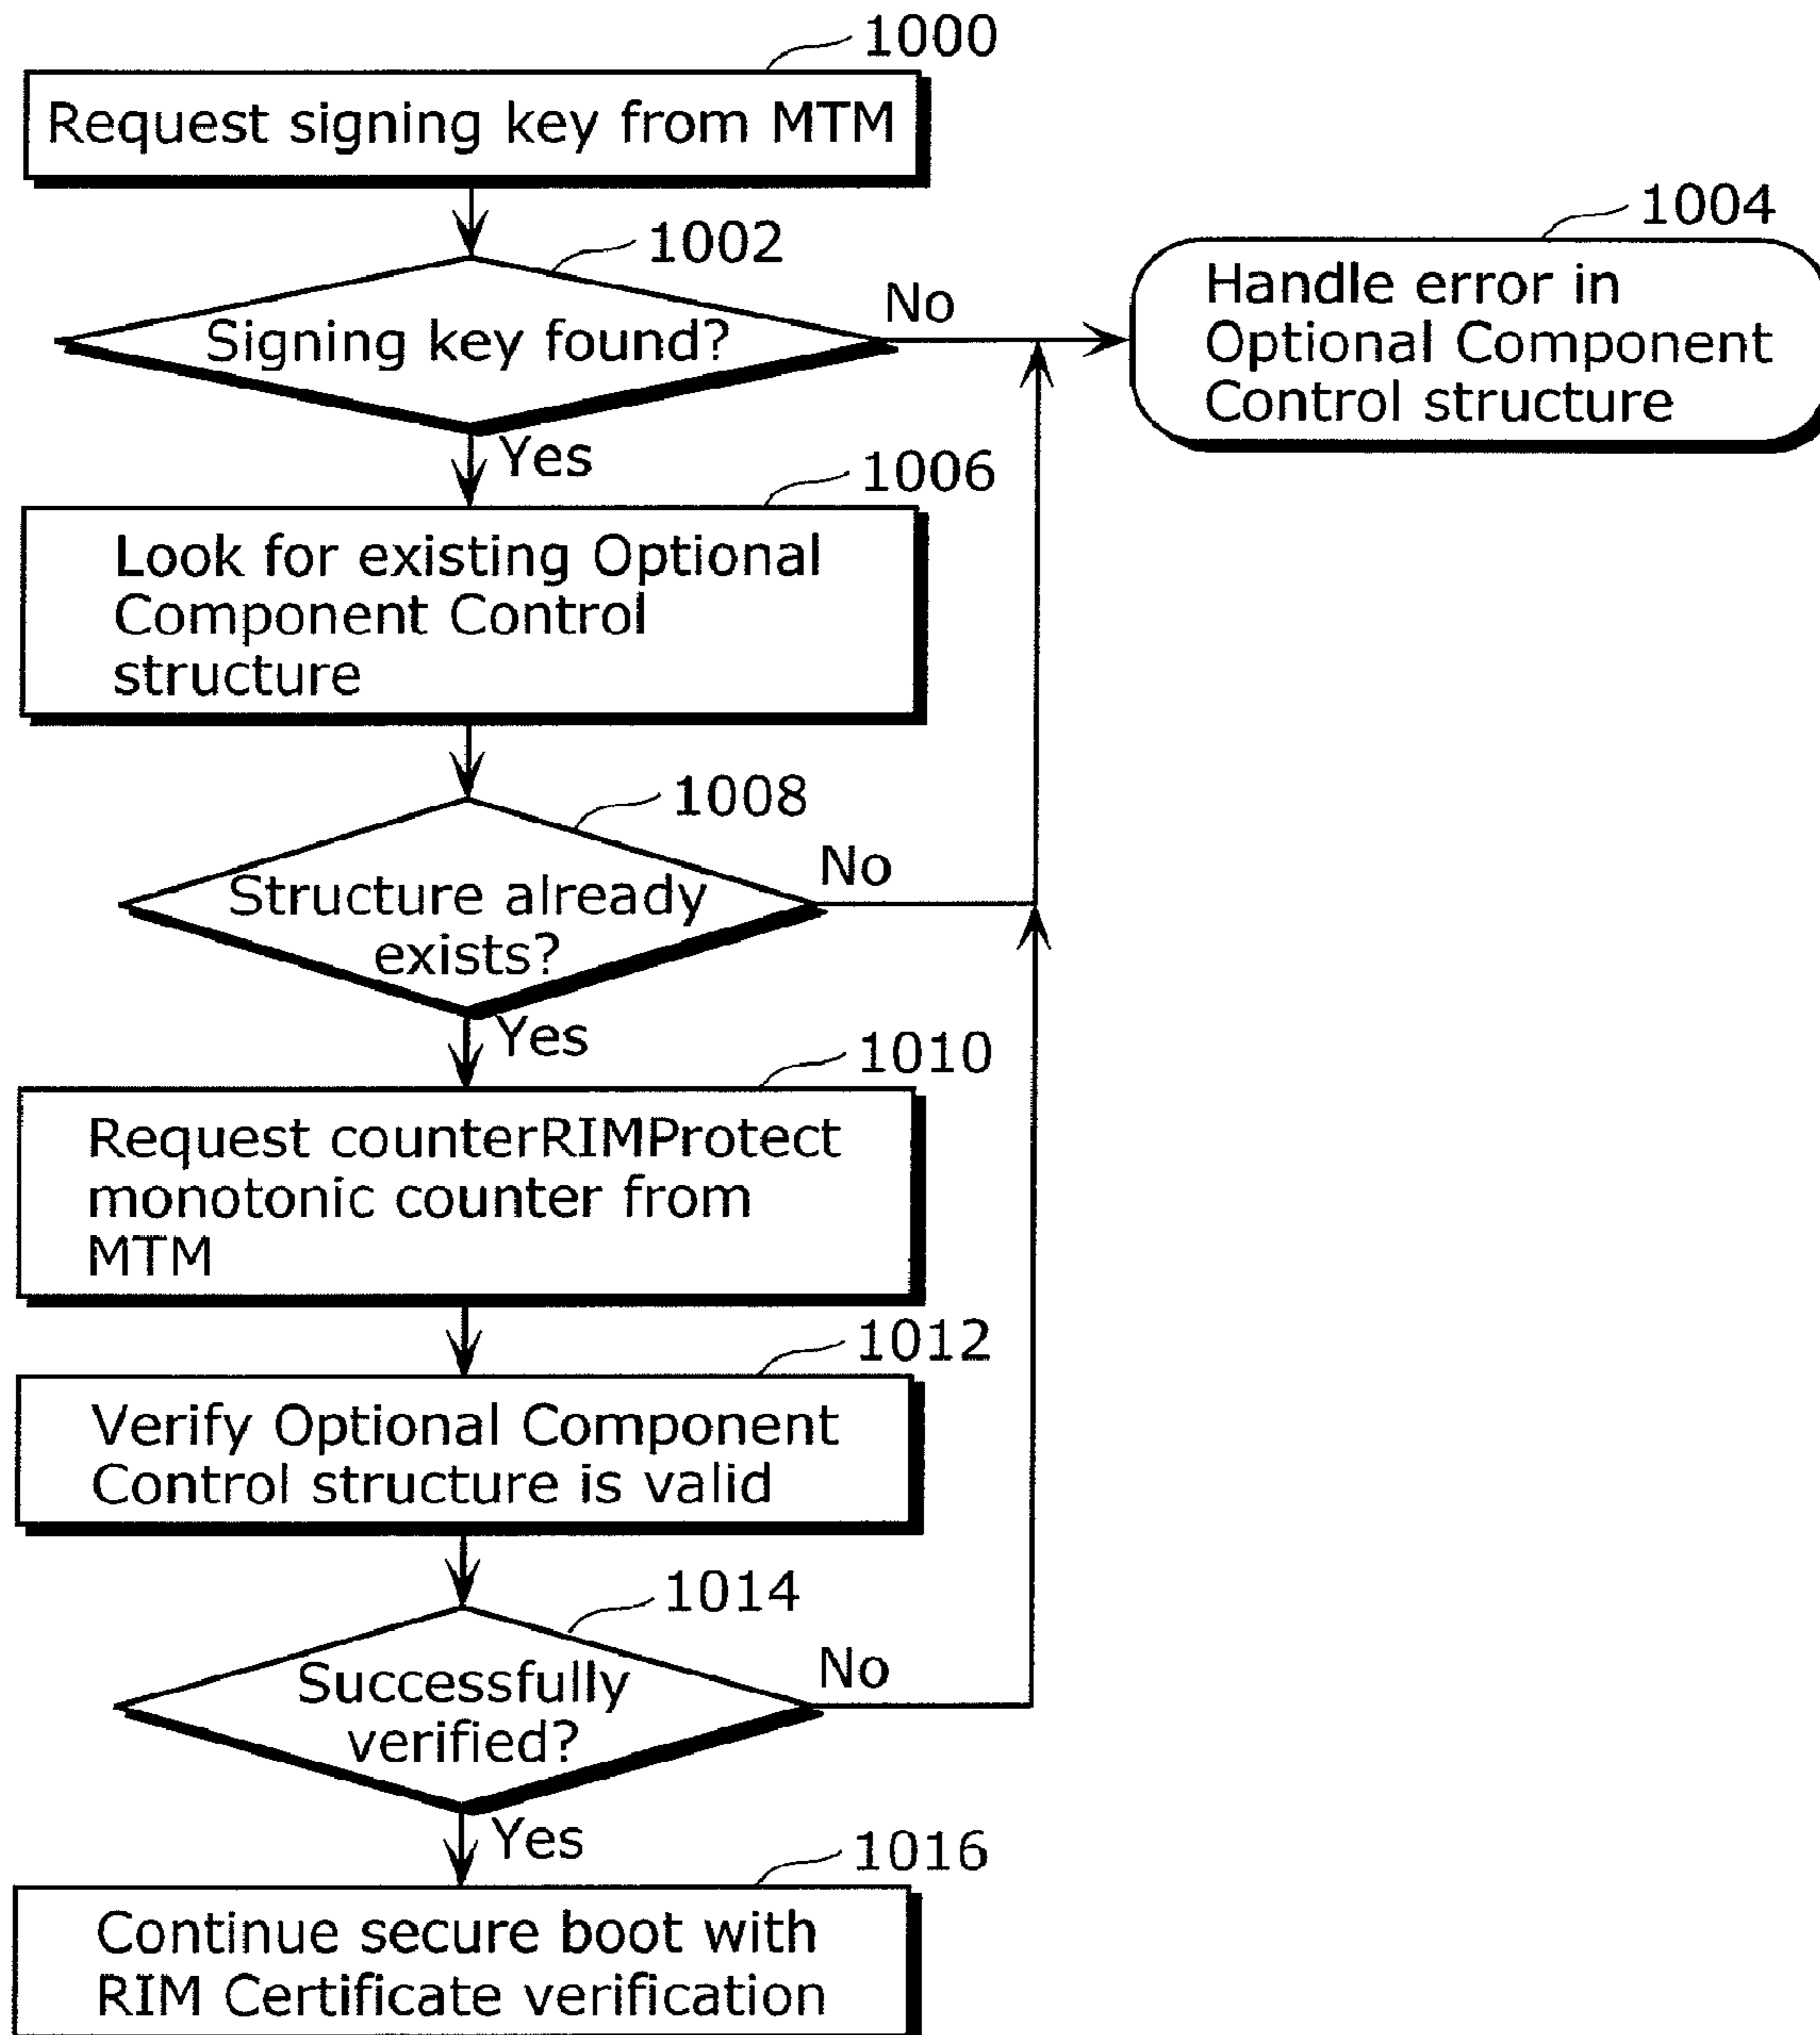 1000
Request signing key from MTM
1002
Signing key found?
No
1004
Handle error in
Optional Component
Control structure
Yes
1006
Look for existing Optional
Component Control
structure
1008
Structure already
exists?
No
Yes
1010
Request counterRIMProtect
monotonic counter from
MTM
1012
Verify Optional Component
Control structure is valid
1014
Successfully
verified?
No
Yes
1016
Continue secure boot with
RIM Certificate verification